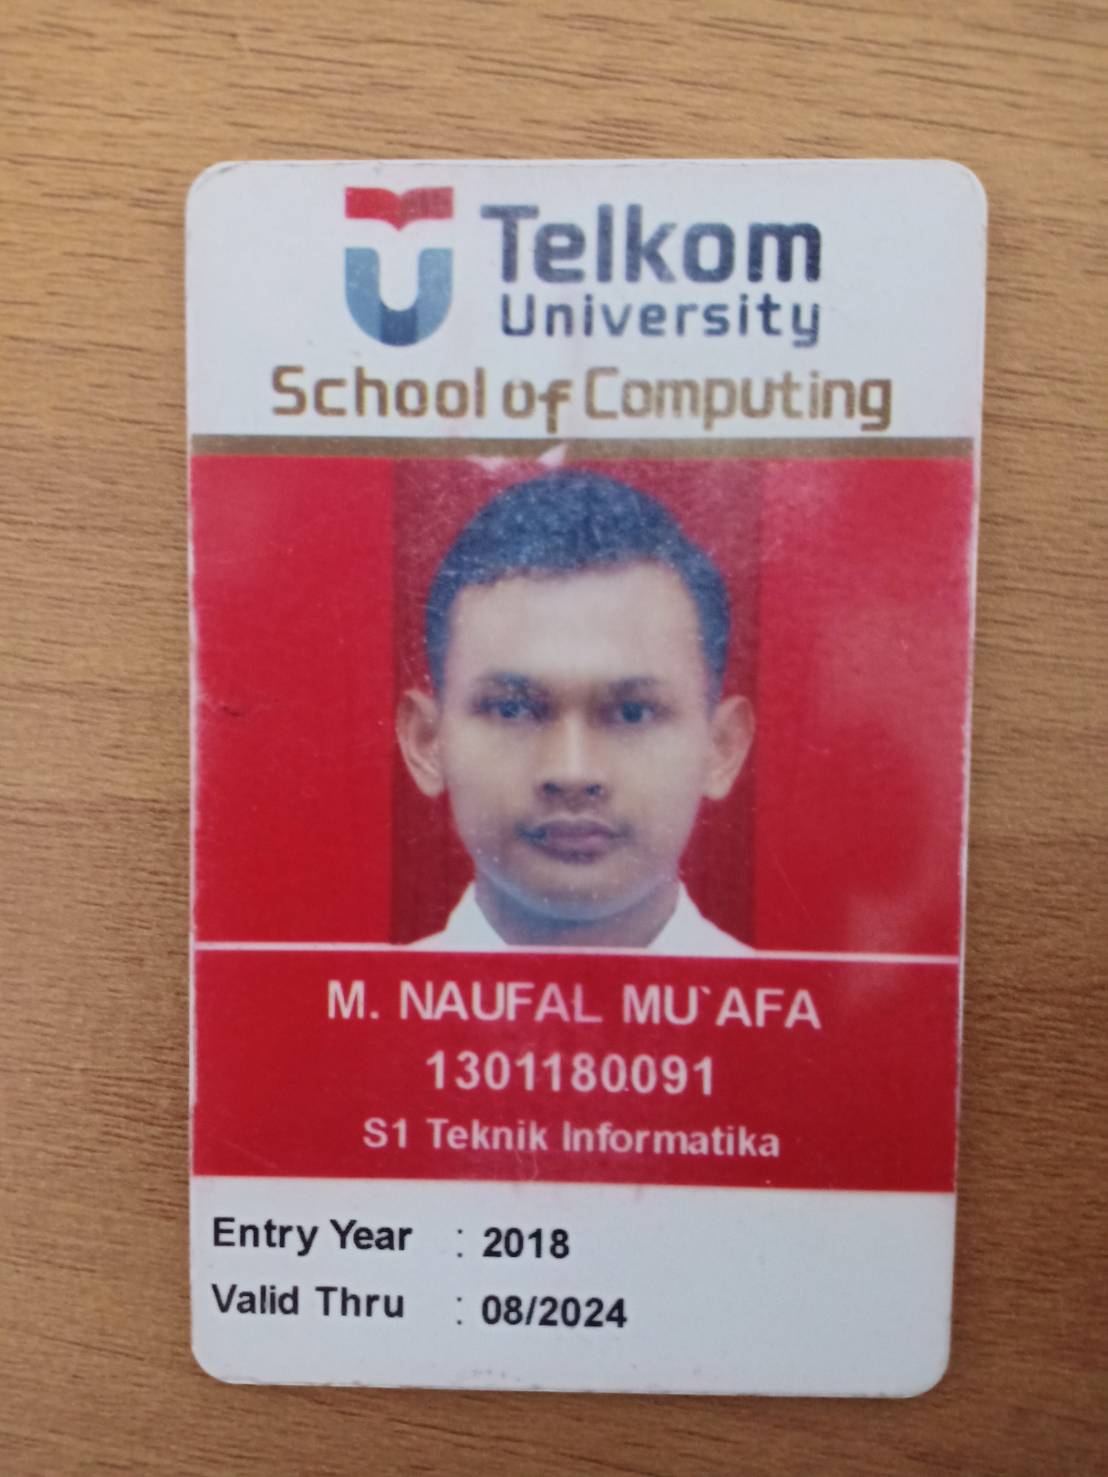 Telkom
University
School of Computing
M. NAUFAL MU`AFA
1301180091
S1 Teknik Informatika
Entry Year : 2018
Valid Thru : 08/2024